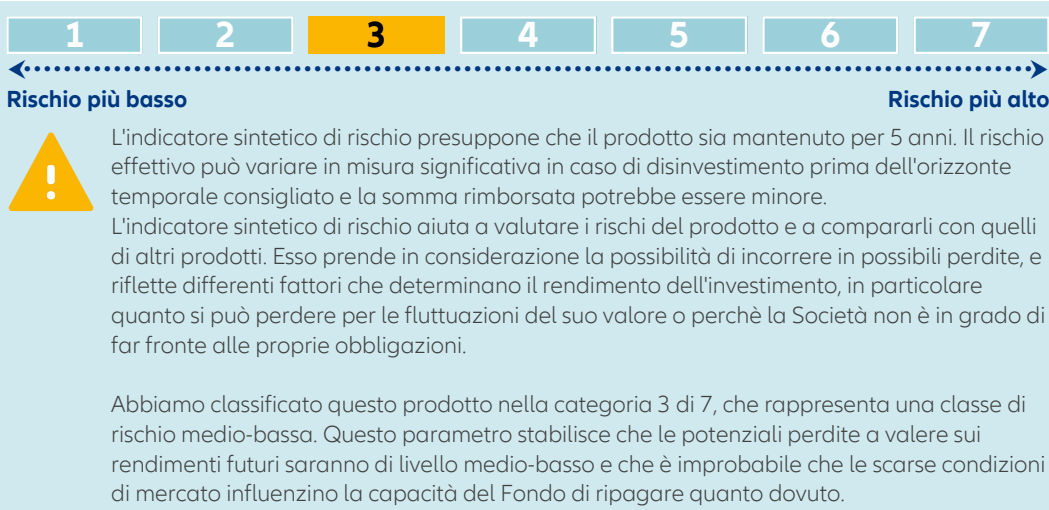 1 2 3 4 5 6 7
Rischio più basso Rischio più alto
L'indicatore sintetico di rischio presuppone che il prodotto sia mantenuto per 5 anni. Il rischio
effettivo può variare in misura significativa in caso di disinvestimento prima dell'orizzonte
temporale consigliato e la somma rimborsata potrebbe essere minore.
L'indicatore sintetico di rischio aiuta a valutare i rischi del prodotto e a compararli con quelli
di altri prodotti. Esso prende in considerazione la possibilità di incorrere in possibili perdite, e
riflette differenti fattori che determinano il rendimento dell'investimento, in particolare
quanto si può perdere per le fluttuazioni del suo valore o perchè la Società non è in grado di
far fronte alle proprie obbligazioni.
Abbiamo classificato questo prodotto nella categoria 3 di 7, che rappresenta una classe di
rischio medio-bassa. Questo parametro stabilisce che le potenziali perdite a valere sui
rendimenti futuri saranno di livello medio-basso e che è improbabile che le scarse condizioni
di mercato influenzino la capacità del Fondo di ripagare quanto dovuto.